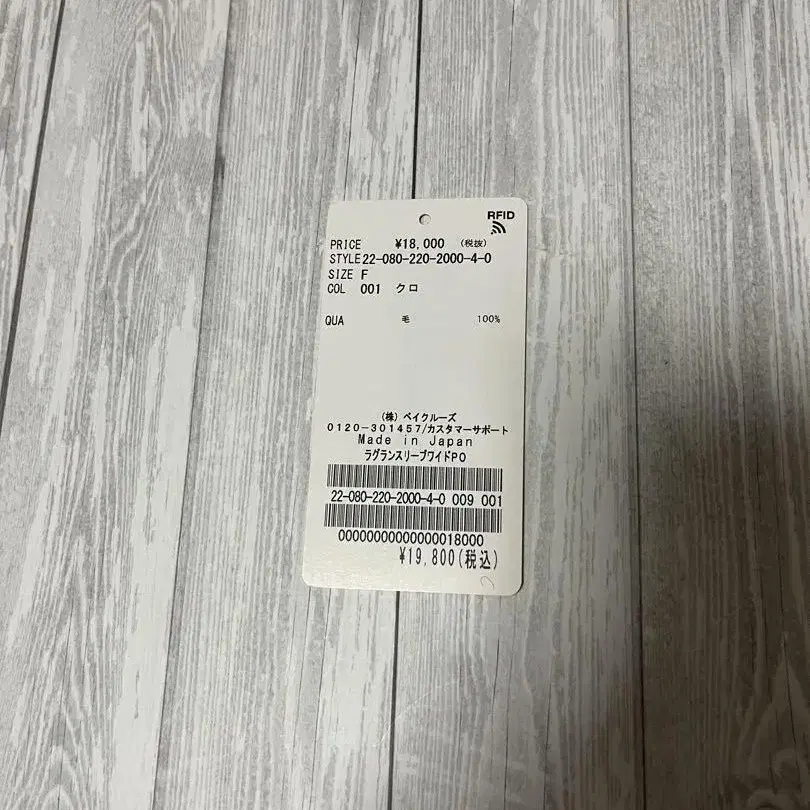 RFID
PRICE ¥18,000 (税抜)
STYLE 22-080-220-2000-4-0
SIZE F
COL 001 クロ
QUA 毛 100%
(株) ベイクルーズ
0120-301457/カスタマーサポート
Made in Japan
ラグランスリーブワイドPO
22-080-220-2000-4-0 009 001
00000000000000018000
¥19,800(税込)